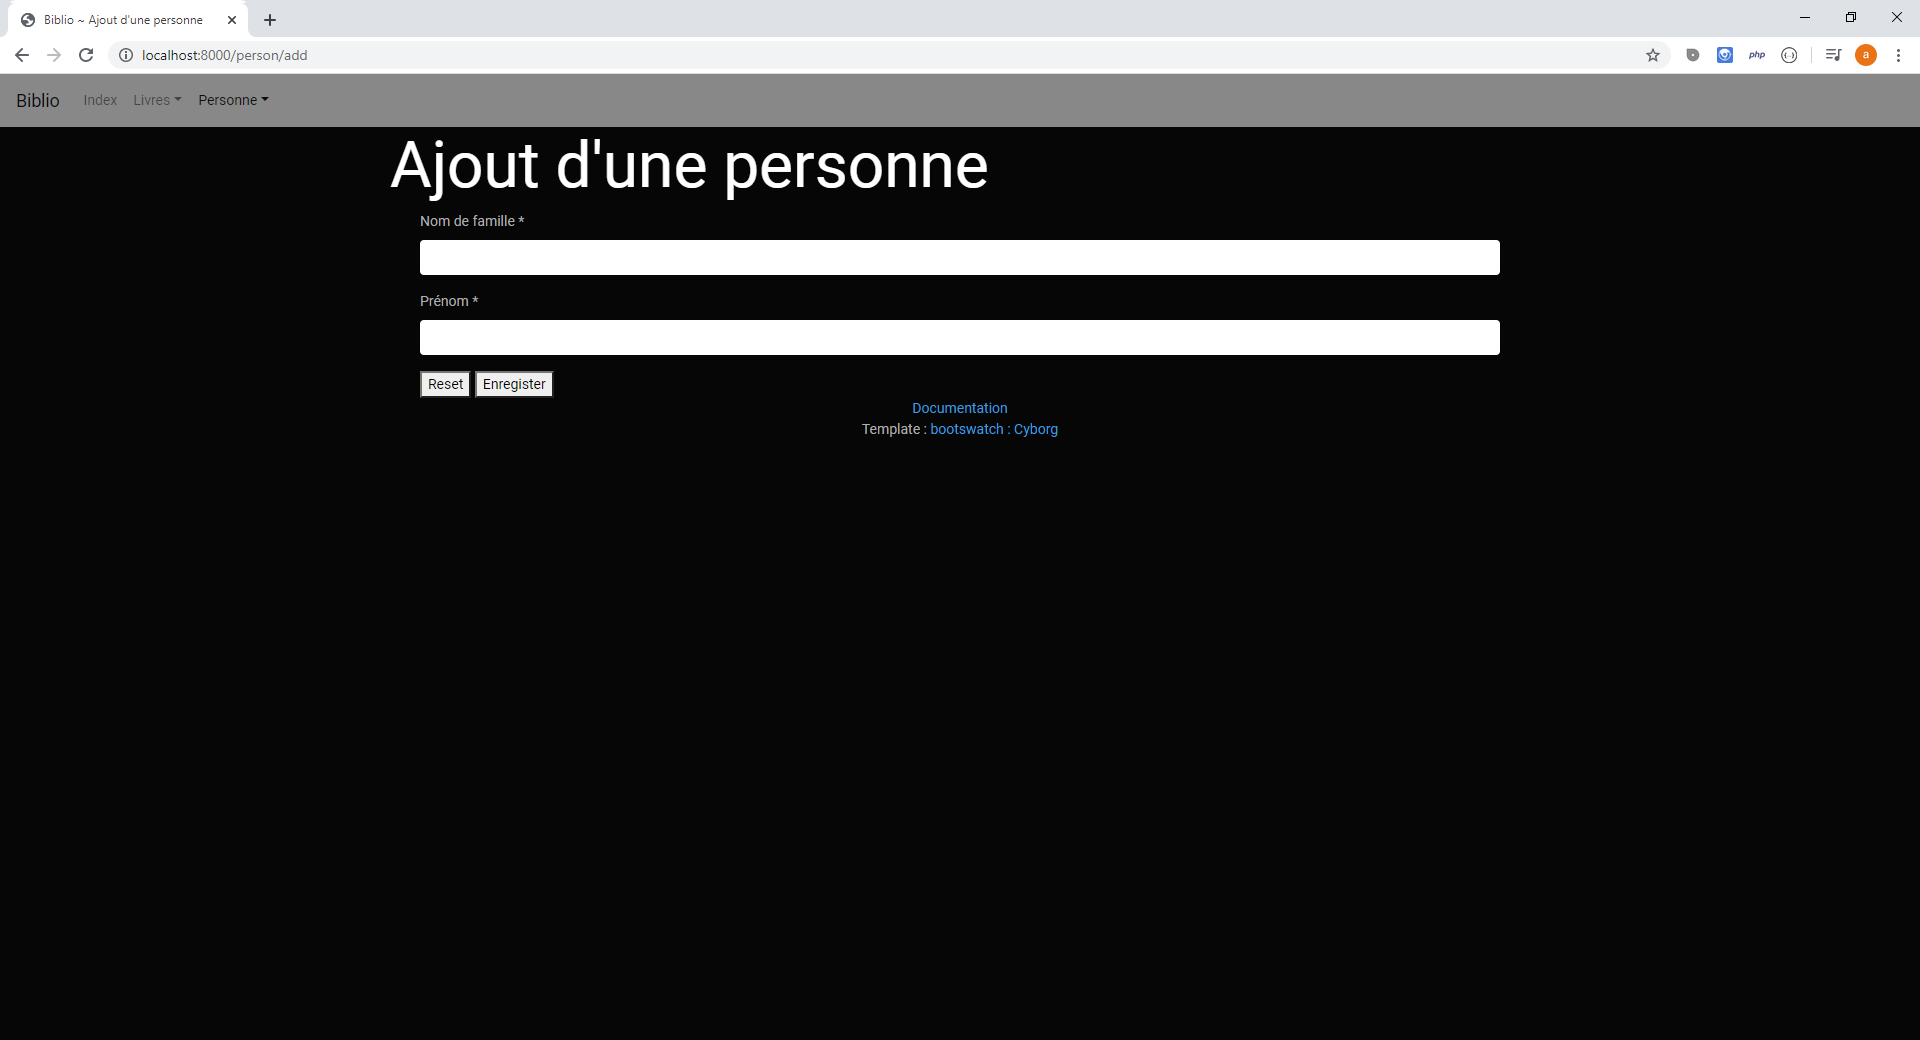 Biblio ~ Ajout d'une personne
localhost:8000/person/add
php
a
Biblio Index Livres Personne
Ajout d'une personne
Nom de famille *
Prénom *
Reset Enregister
Documentation
Template : bootswatch : Cyborg